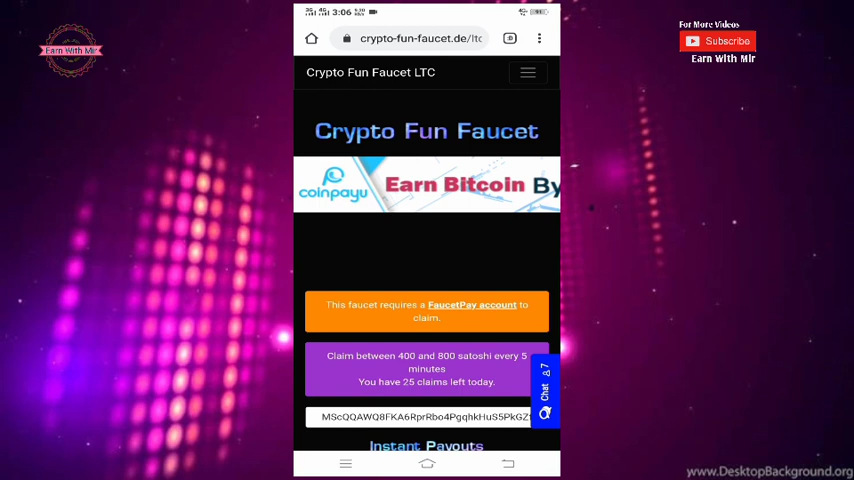 For More Videos
Subscribe
Earn With Mir
Earn With Mir
3:06
crypto-fun-faucet.de/ltc
Crypto Fun Faucet LTC
Crypto Fun Faucet
coinpayu
Earn Bitcoin By
This faucet requires a FaucetPay account to
claim.
Claim between 400 and 800 satoshi every 5
minutes
You have 25 claims left today.
Chat 7
Instant Payouts
www.DesktopBackground.org